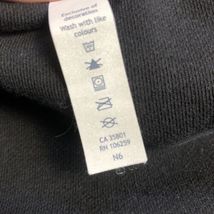 Exclusive of
decoration
Wash with like
colours
CA 35801
RN 106259
N6